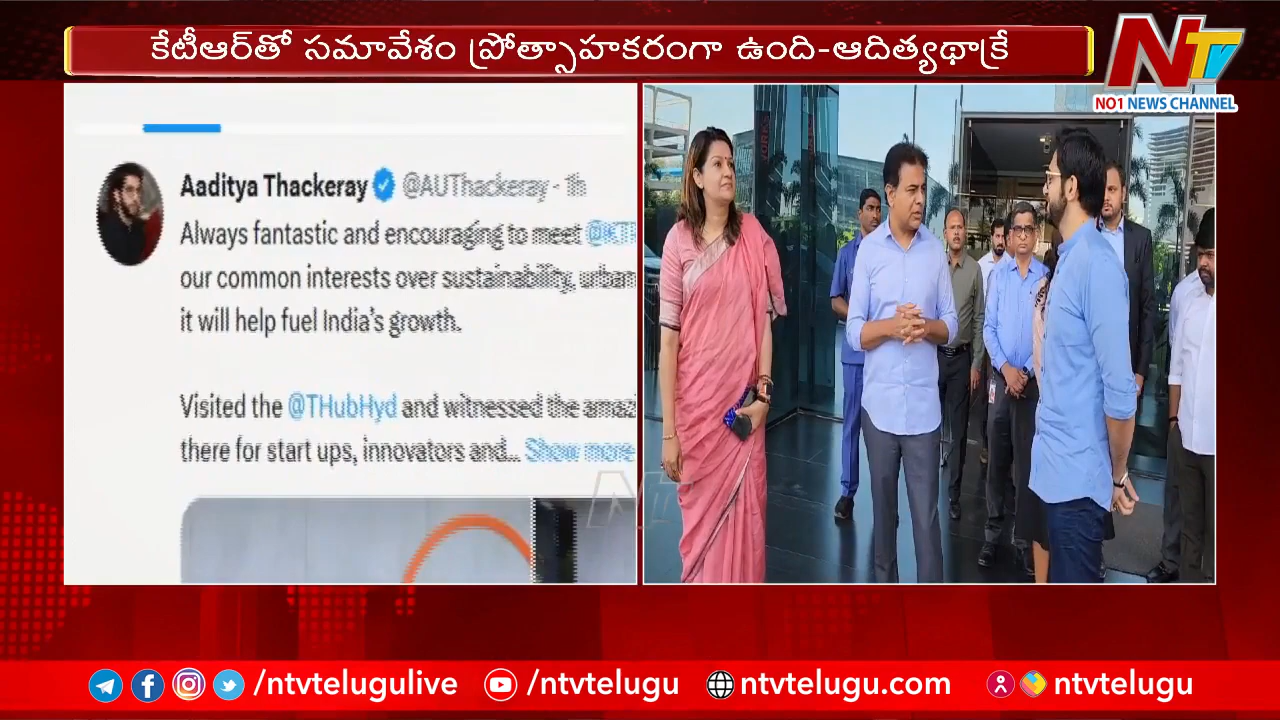 కేటీఆర్‌తో సమావేశం ప్రోత్సాహకరంగా ఉంది-ఆదిత్యథాక్రే
NTV
NO1 NEWS CHANNEL
Aaditya Thackeray @AUThackeray · 1h
Always fantastic and encouraging to meet
our common interests over sustainability, urban
it will help fuel India's growth.
Visited the @THubHyd and witnessed the
there for start ups, innovators and... Show more
/ntvtelugulive
/ntvtelugu
ntvtelugu.com
ntvtelugu